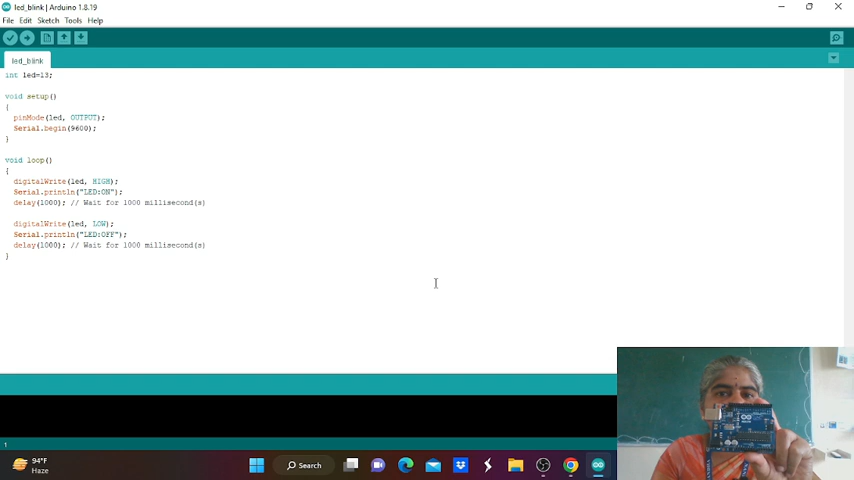 led_blink | Arduino 1.8.19
File Edit Sketch Tools Help
led_blink
int led=13;
void setup()
{
pinMode(led, OUTPUT);
Serial.begin(9600);
}
void loop()
{
digitalWrite(led, HIGH);
Serial.println("LED:ON");
delay(1000); // Wait for 1000 millisecond(s)
digitalWrite(led, LOW);
Serial.println("LED:OFF");
delay(1000); // Wait for 1000 millisecond(s)
}
1
94°F
Haze
Search